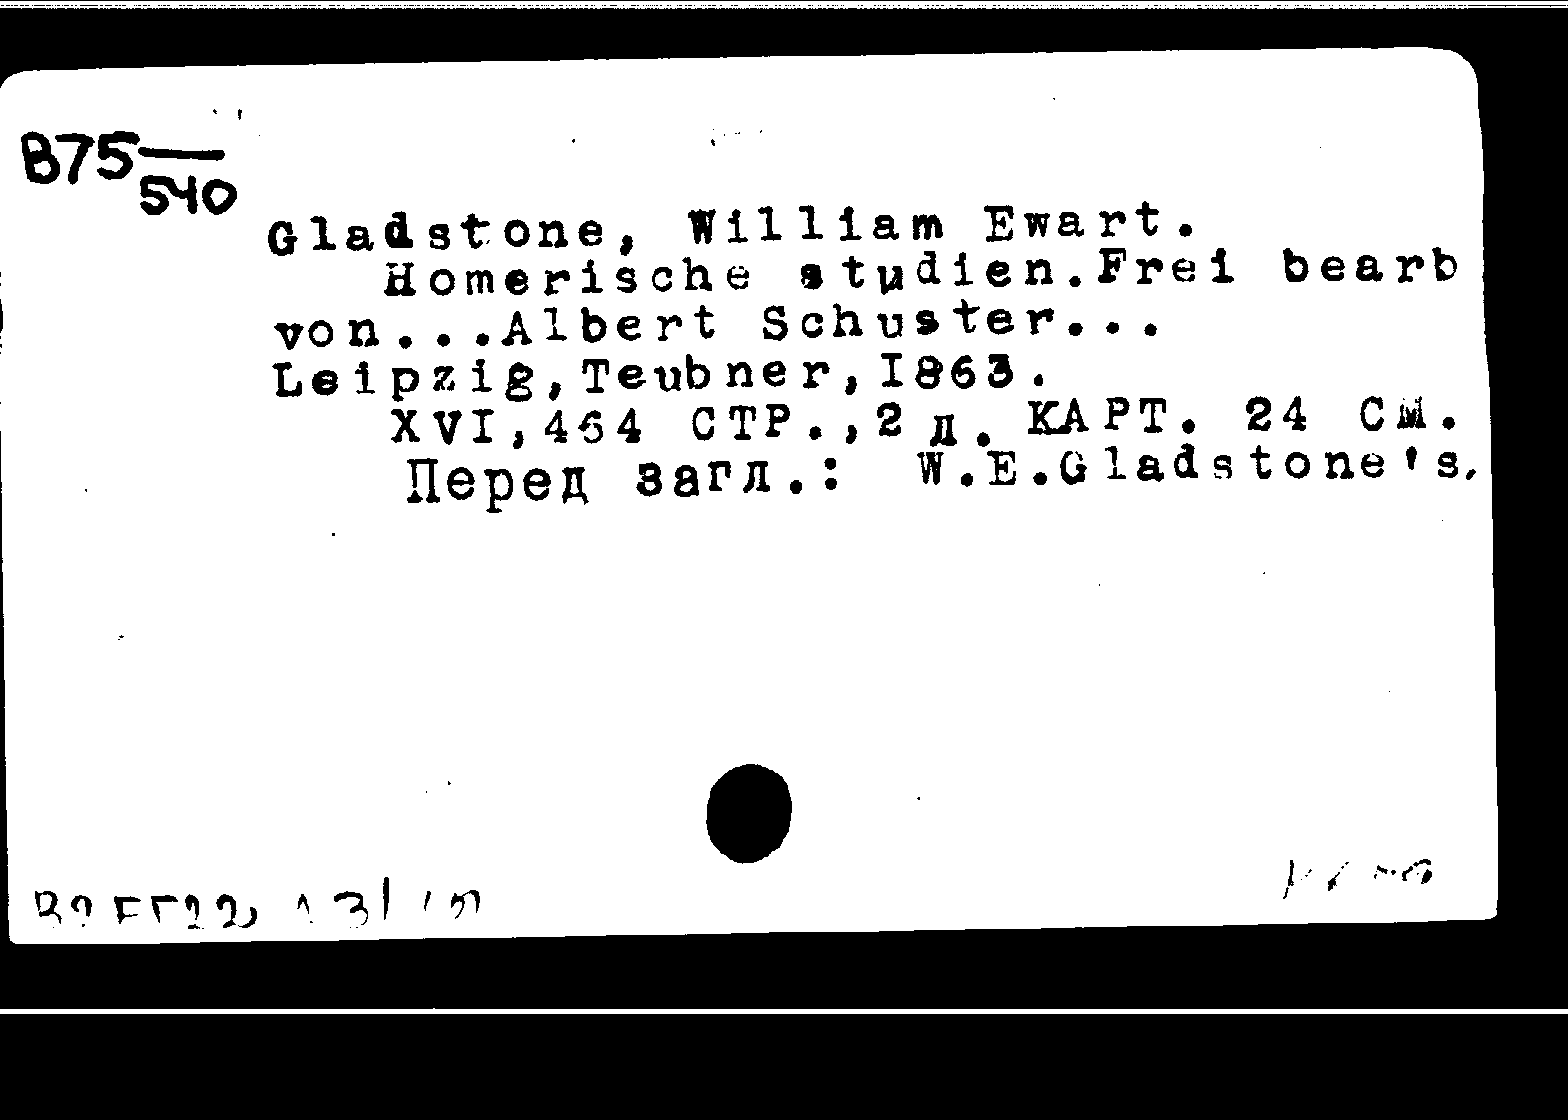 B75—
540
Gladstone, William Ewart.
Homerische studien.Frei bearb
von...Albert Schuster...
Leipzig,Teubner,I863.
XVI,464 СТР.,2 л. КАРТ. 24 СМ.
Перед загл.: W.E.Gladstone's.